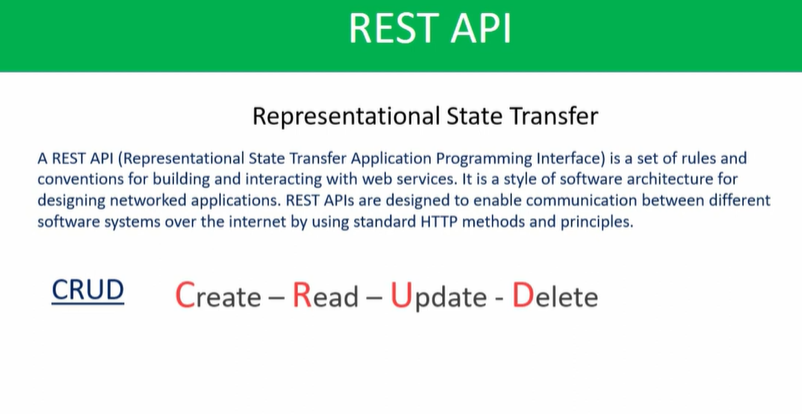 REST API
Representational State Transfer
A REST API (Representational State Transfer Application Programming Interface) is a set of rules and
conventions for building and interacting with web services. It is a style of software architecture for
designing networked applications. REST APIs are designed to enable communication between different
software systems over the internet by using standard HTTP methods and principles.
CRUD Create – Read – Update - Delete